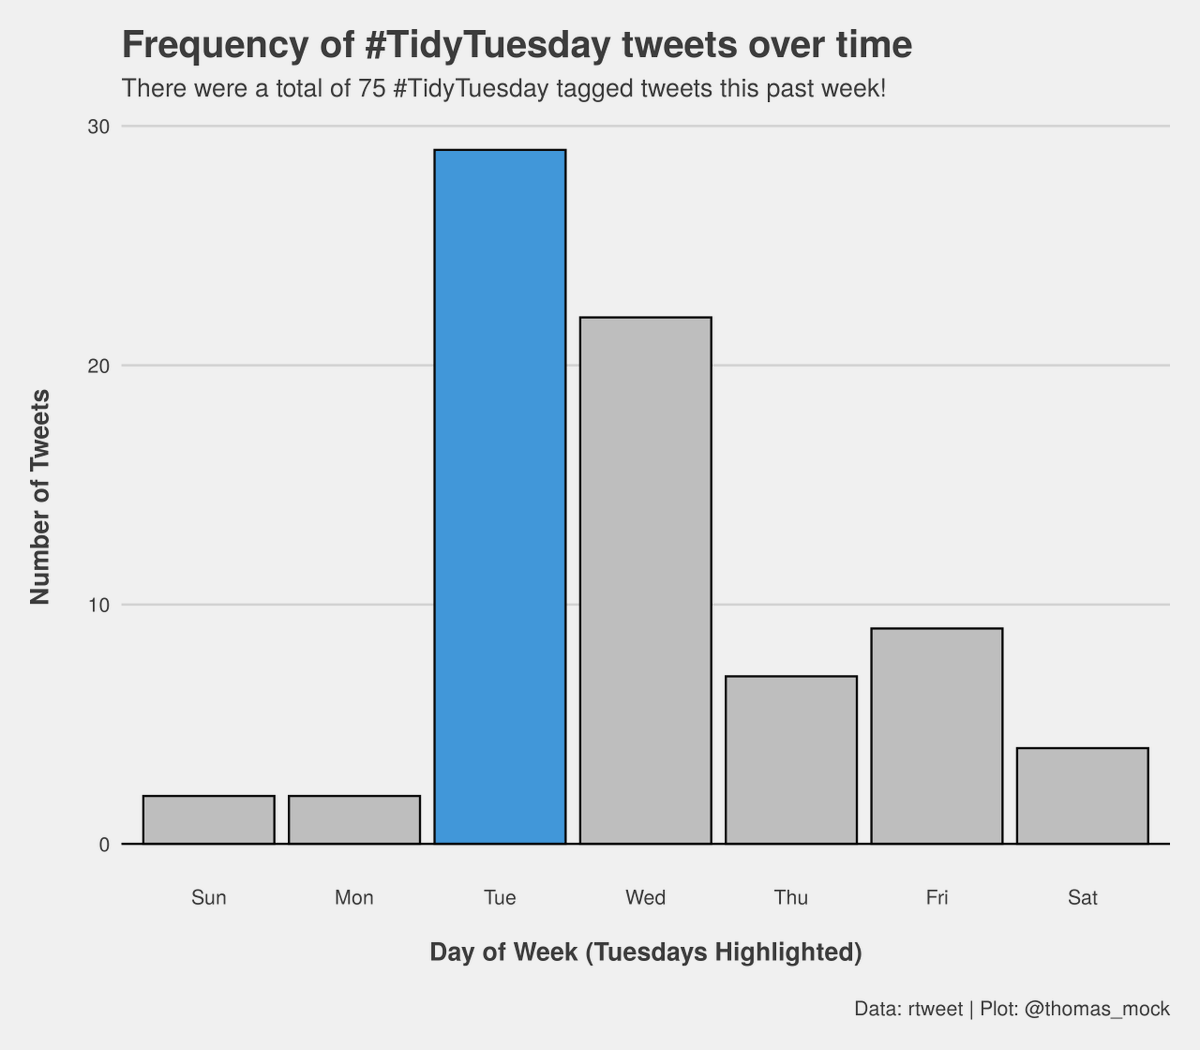 Frequency of #TidyTuesday tweets over time
There were a total of 75 #TidyTuesday tagged tweets this past week!
30
20
10
0
Number of Tweets
Sun Mon Tue Wed Thu Fri Sat
Day of Week (Tuesdays Highlighted)
Data: rtweet | Plot: @thomas_mock